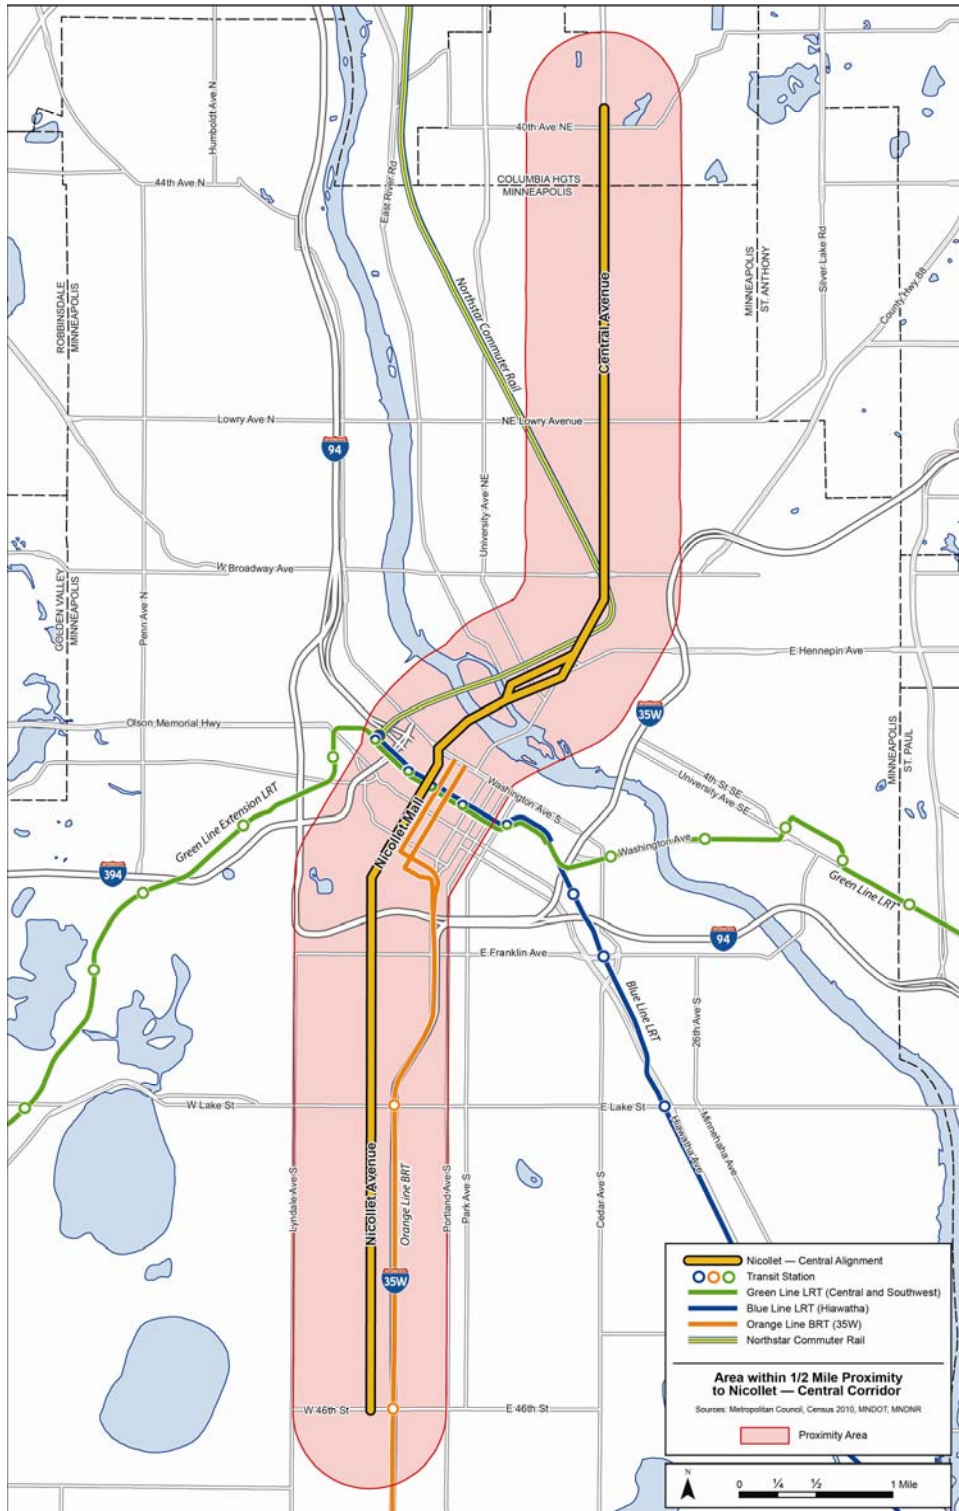 Humboldt Ave N
40th Ave NE
44th Ave N
East River Rd
COLUMBIA HGTS
MINNEAPOLIS
Silver Lake Rd
County Hwy 88
MINNEAPOLIS
ST. ANTHONY
ROBBINSDALE
MINNEAPOLIS
Northstar Commuter Rail
Central Avenue
Lowry Ave N
NE Lowry Avenue
94
University Ave NE
W Broadway Ave
GOLDEN VALLEY
MINNEAPOLIS
Penn Ave N
E Hennepin Ave
35W
Olson Memorial Hwy
MINNEAPOLIS
ST. PAUL
4th St SE
University Ave SE
Washington Ave S
Green Line Extension LRT
Nicollet Mall
Washington Ave
394
Green Line LRT
94
E Franklin Ave
Blue Line LRT
26th Ave S
W Lake St
E Lake St
Hiawatha Ave
Minnehaha Ave
Lyndale Ave S
Nicollet Avenue
Orange Line BRT
Portland Ave S
Park Ave S
Cedar Ave S
35W
W 46th St
E 46th St
Nicollet — Central Alignment
Transit Station
Green Line LRT (Central and Southwest)
Blue Line LRT (Hiawatha)
Orange Line BRT (35W)
Northstar Commuter Rail
Area within 1/2 Mile Proximity
to Nicollet — Central Corridor
Sources: Metropolitan Council, Census 2010, MNDOT, MNDNR
Proximity Area
N
0 ¼ ½ 1 Mile